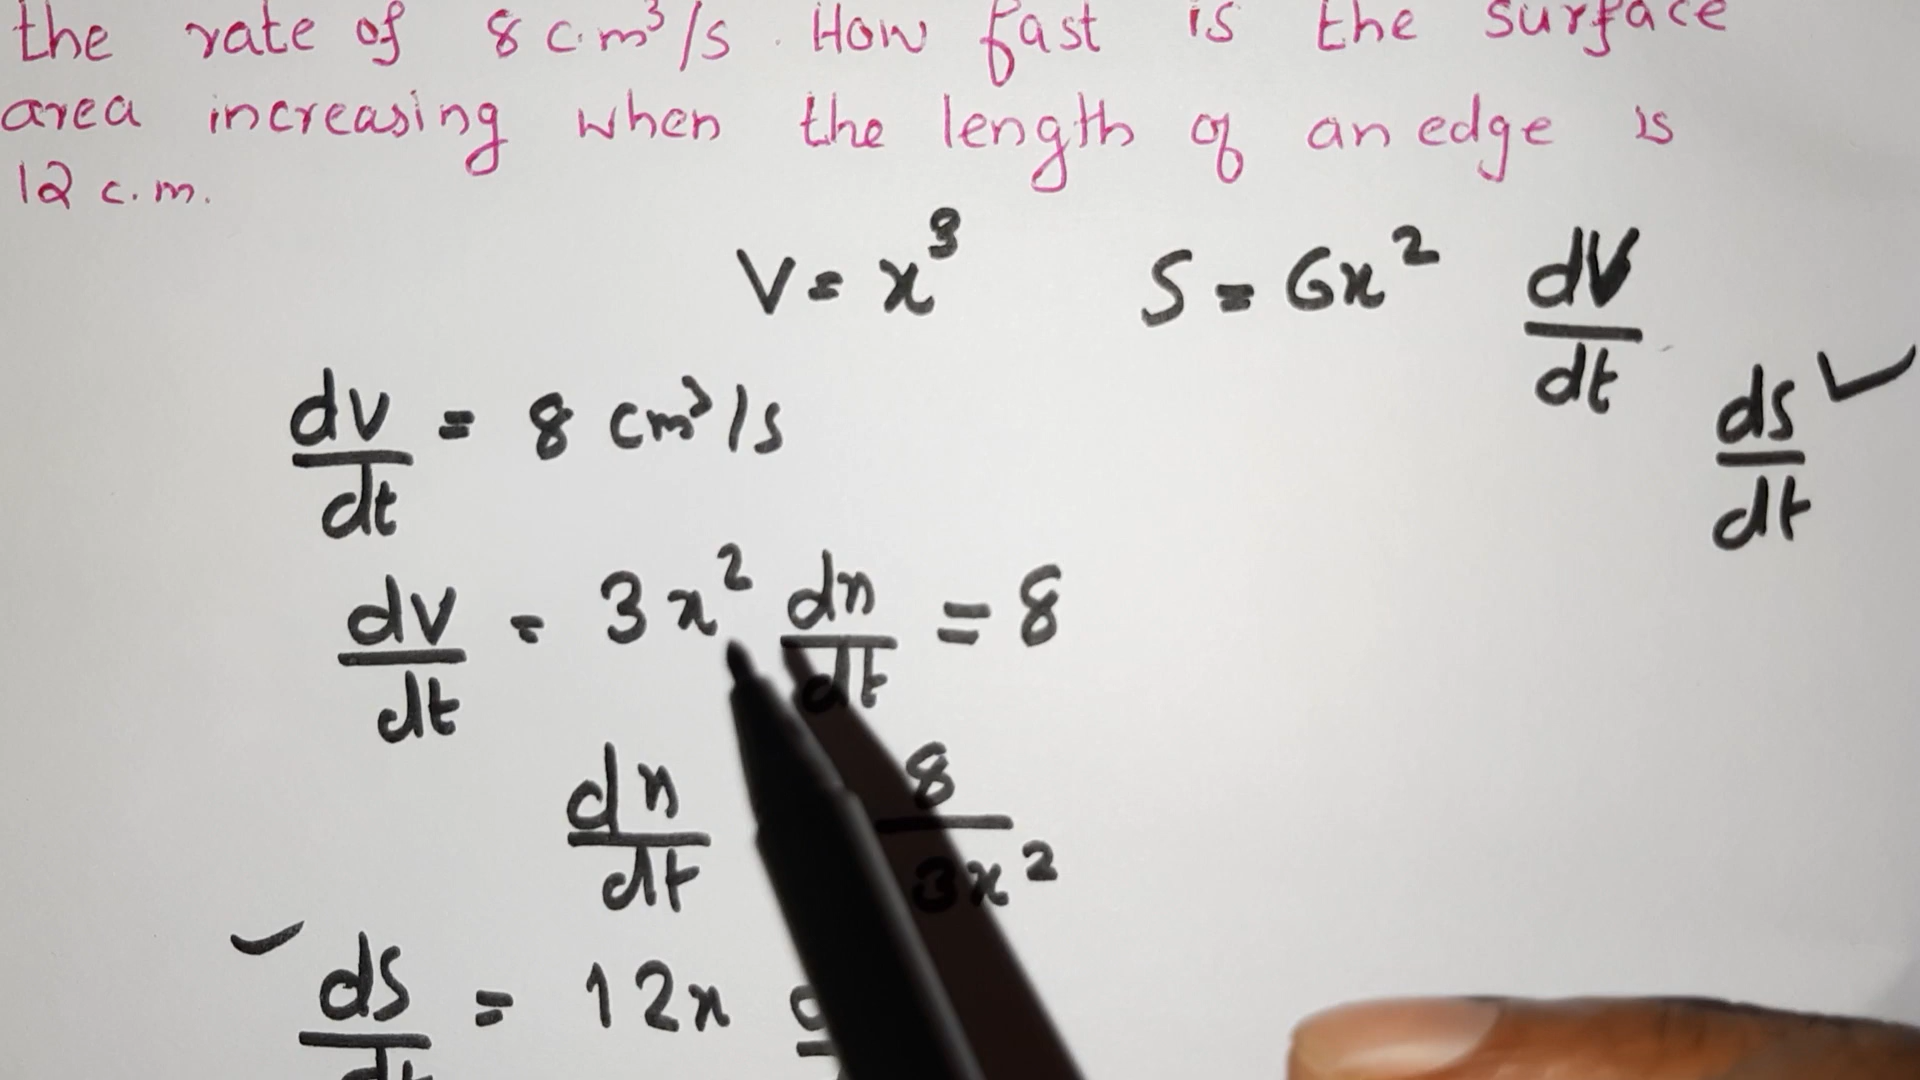 the rate of 8 c.m³/s. How fast is the surface
area increasing when the length of an edge is
12 c.m.
V = x³ S = 6x² dV/dt
dv/dt = 8 cm³/s ds/dt
dv/dt = 3x² dx/dt = 8
dx/dt 8/3x²
ds/dt = 12x